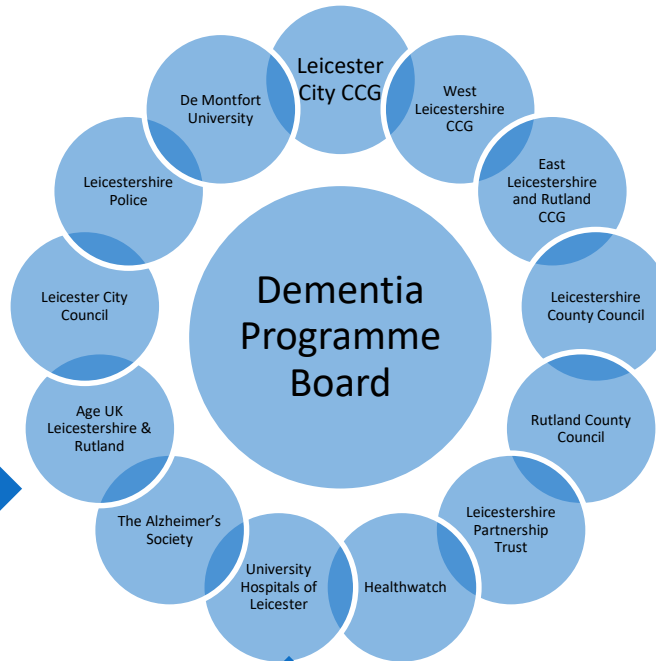 Leicester
City CCG
West
Leicestershire
CCG
East
Leicestershire
and Rutland
CCG
Leicestershire
County Council
Rutland County
Council
Leicestershire
Partnership
Trust
Healthwatch
University
Hospitals of
Leicester
The Alzheimer’s
Society
Age UK
Leicestershire &
Rutland
Leicester City
Council
Leicestershire
Police
De Montfort
University
Dementia
Programme
Board